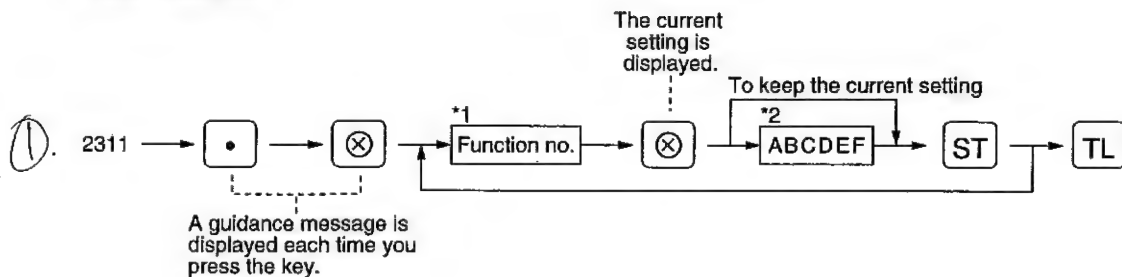 The current
setting is
displayed.
To keep the current setting
*1
*2
①. 2311 • ⊗ Function no. ⊗ ABCDEF ST TL
A guidance message is
displayed each time you
press the key.